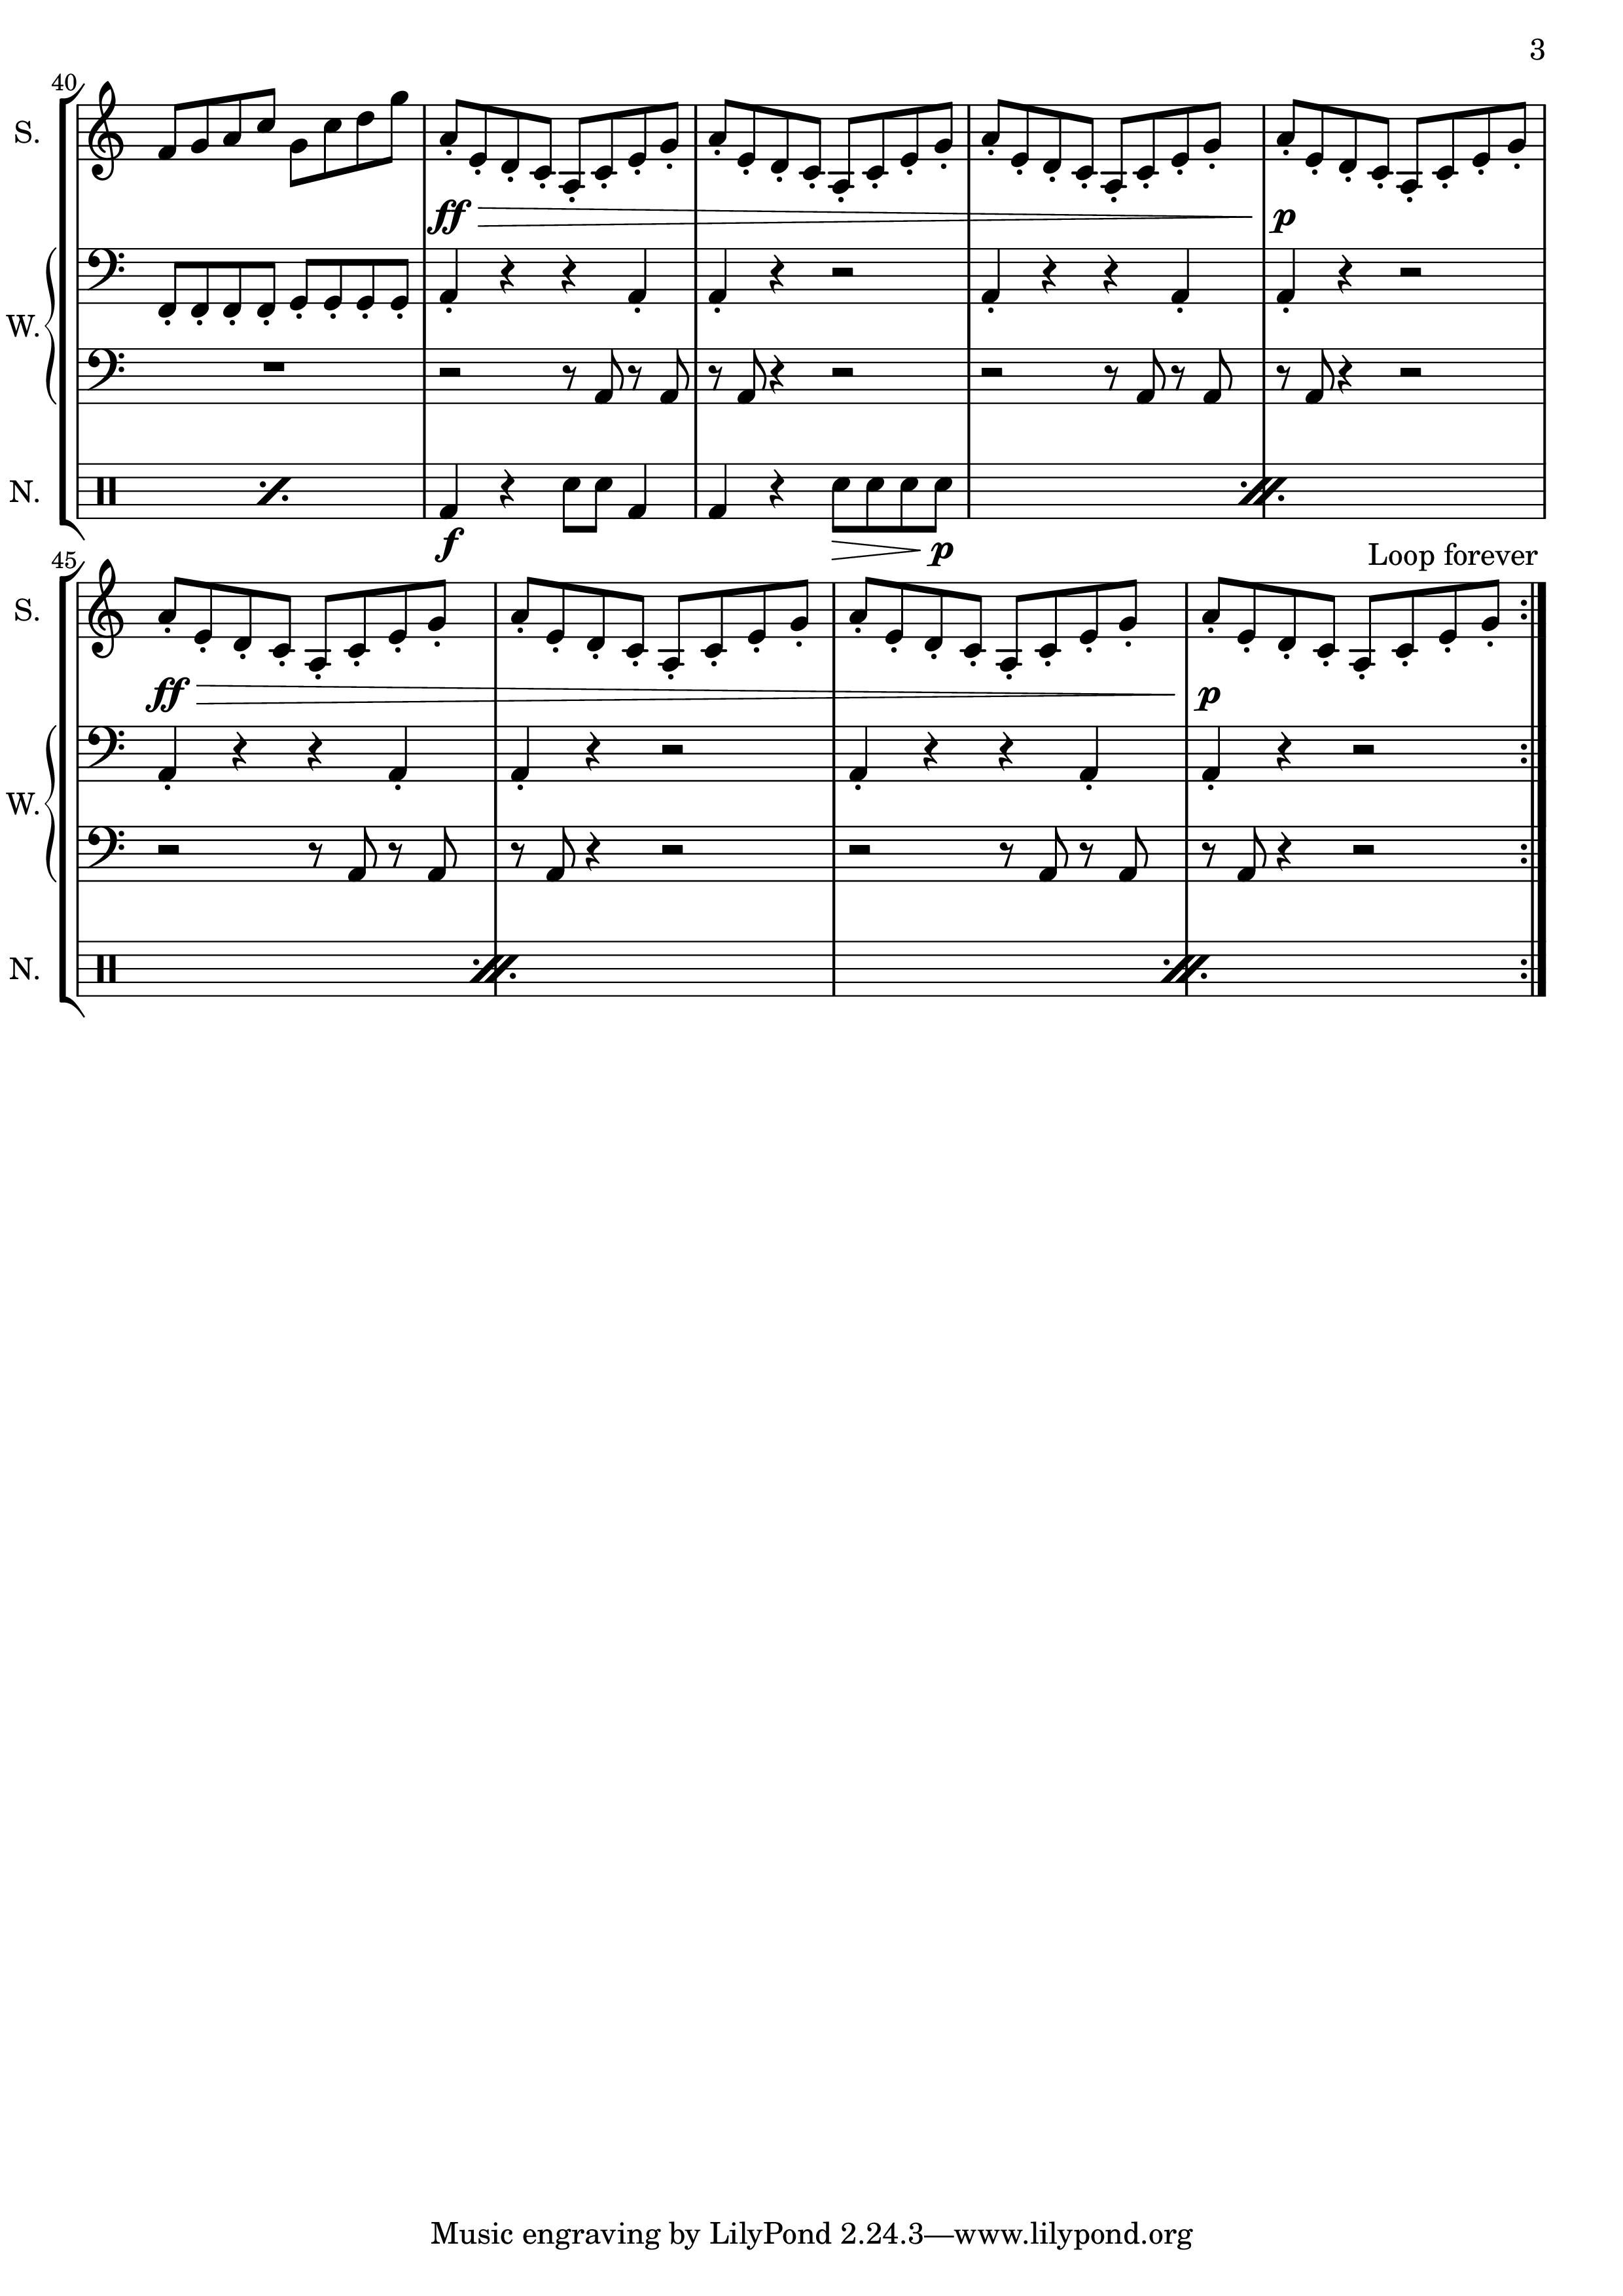 3
40
S.
ff
p
W.
N.
f
p
Loop forever
45
S.
ff
p
W.
N.
Music engraving by LilyPond 2.24.3—www.lilypond.org